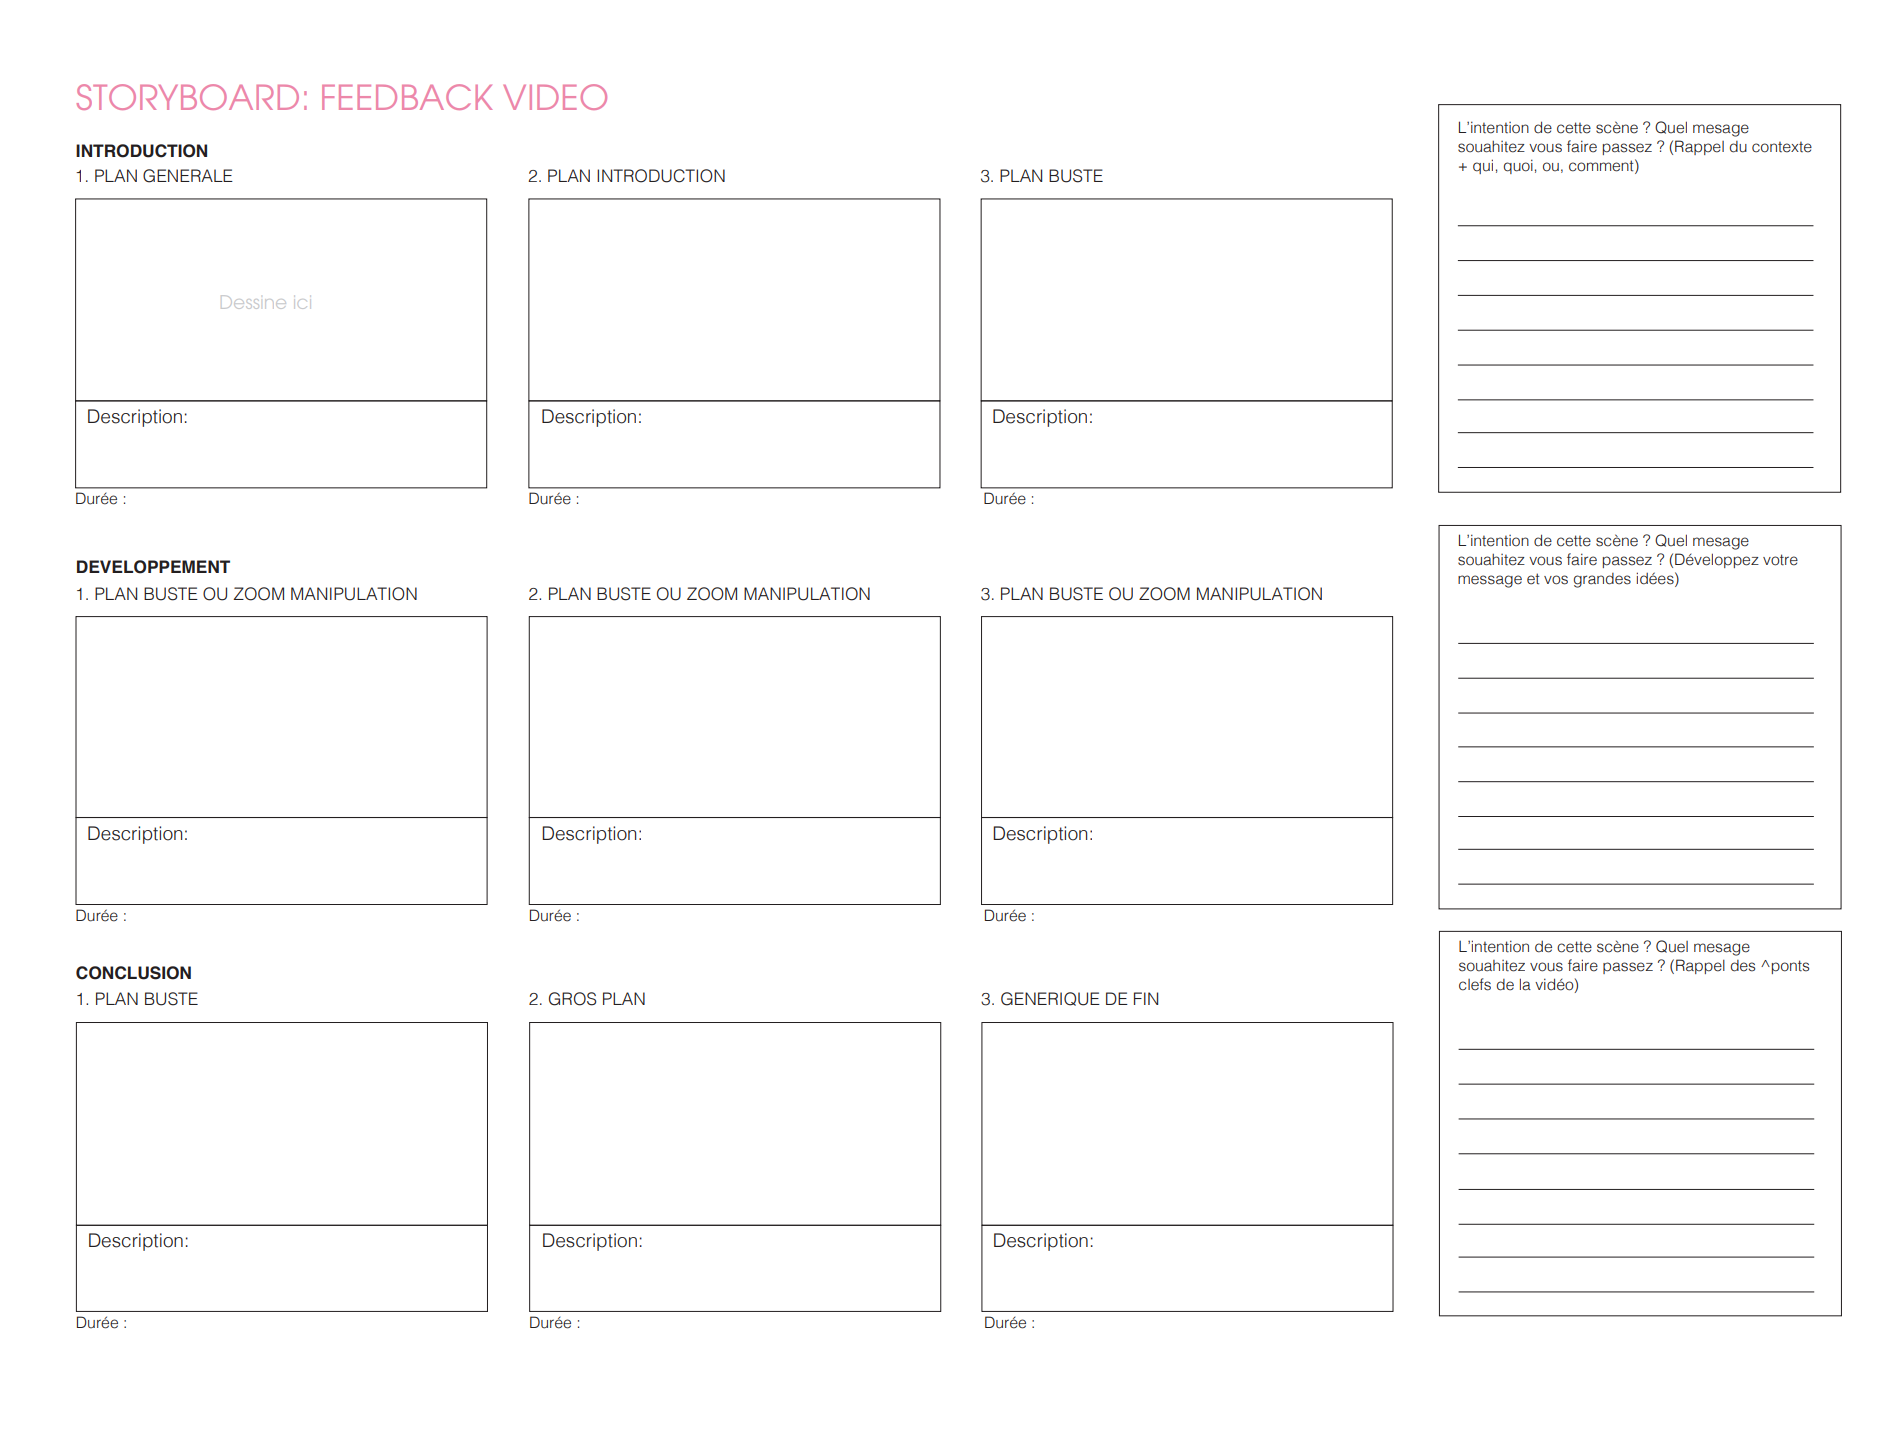 STORYBOARD: FEEDBACK VIDEO
INTRODUCTION
1. PLAN GENERALE
2. PLAN INTRODUCTION
3. PLAN BUSTE
Dessine ici
Description:
Description:
Description:
Durée :
Durée :
Durée :
L'intention de cette scène ? Quel mesage
souahitez vous faire passez ? (Rappel du contexte
+ qui, quoi, ou, comment)
DEVELOPPEMENT
1. PLAN BUSTE OU ZOOM MANIPULATION
2. PLAN BUSTE OU ZOOM MANIPULATION
3. PLAN BUSTE OU ZOOM MANIPULATION
Description:
Description:
Description:
Durée :
Durée :
Durée :
L'intention de cette scène ? Quel mesage
souahitez vous faire passez ? (Développez votre
message et vos grandes idées)
CONCLUSION
1. PLAN BUSTE
2. GROS PLAN
3. GENERIQUE DE FIN
Description:
Description:
Description:
Durée :
Durée :
Durée :
L'intention de cette scène ? Quel mesage
souahitez vous faire passez ? (Rappel des ^ponts
clefs de la vidéo)